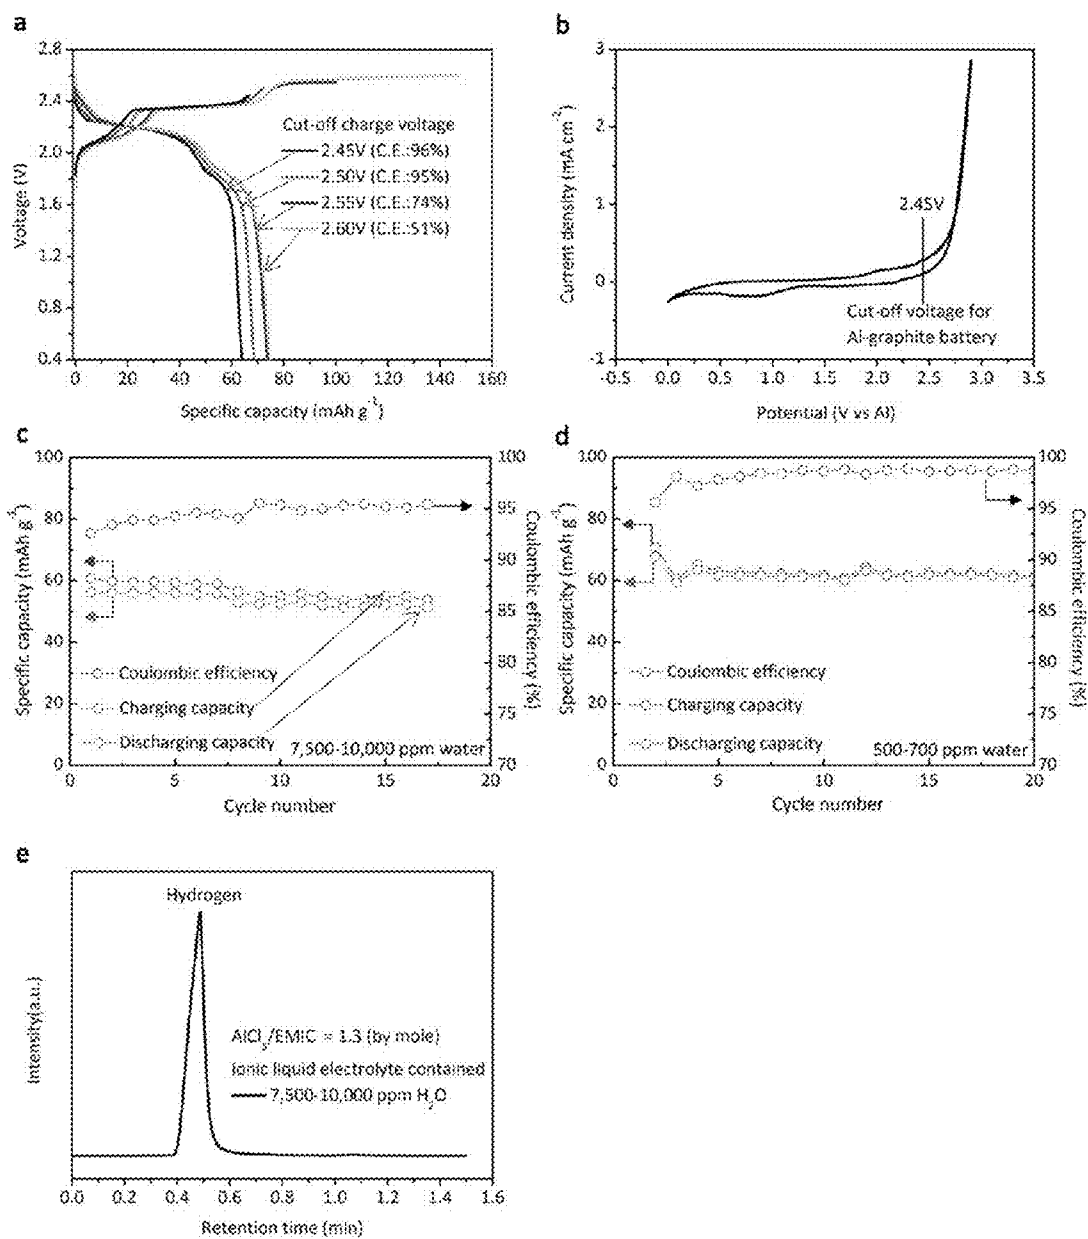 a
2.8
2.4
2.0
1.6
1.2
0.4
Voltage (V)
Cut-off charge voltage
2.45V (C.E.:96%)
2.50V (C.E.:95%)
2.55V (C.E.:74%)
2.60V (C.E.:51%)
0 20 40 60 80 100 120 140 160
Specific capacity (mAh g-1)
b
3
2
1
0
-1
Current density (mA cm-2)
2.45V
Cut-off voltage for
Al-graphite battery
-0.5 0.0 0.5 1.0 1.5 2.0 2.5 3.0 3.5
Potential (V vs Al)
c
100
80
60
40
20
0
Specific capacity (mAh g-1)
100
95
90
85
80
75
70
Coulombic efficiency (%)
Coulombic efficiency
Charging capacity
Discharging capacity
7,500-10,000 ppm water
0 5 10 15 20
Cycle number
d
100
80
60
40
20
0
Specific capacity (mAh g-1)
100
95
90
85
80
75
70
Coulombic efficiency (%)
Coulombic efficiency
Charging capacity
Discharging capacity
500-700 ppm water
0 5 10 15 20
Cycle number
e
Hydrogen
Intensity(a.u.)
AlCl3/EMIC = 1.3 (by mole)
Ionic liquid electrolyte contained
7,500-10,000 ppm H2O
0.0 0.2 0.4 0.6 0.8 1.0 1.2 1.4 1.6
Retention time (min)